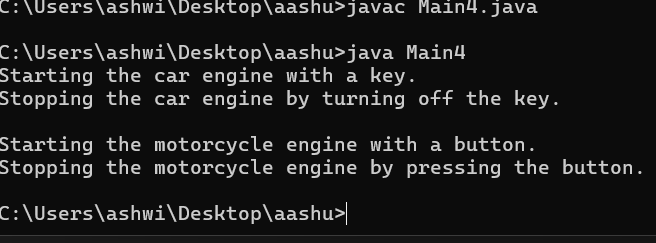 C:\Users\ashwi\Desktop\aashu>javac Main4.java
C:\Users\ashwi\Desktop\aashu>java Main4
Starting the car engine with a key.
Stopping the car engine by turning off the key.
Starting the motorcycle engine with a button.
Stopping the motorcycle engine by pressing the button.
C:\Users\ashwi\Desktop\aashu>